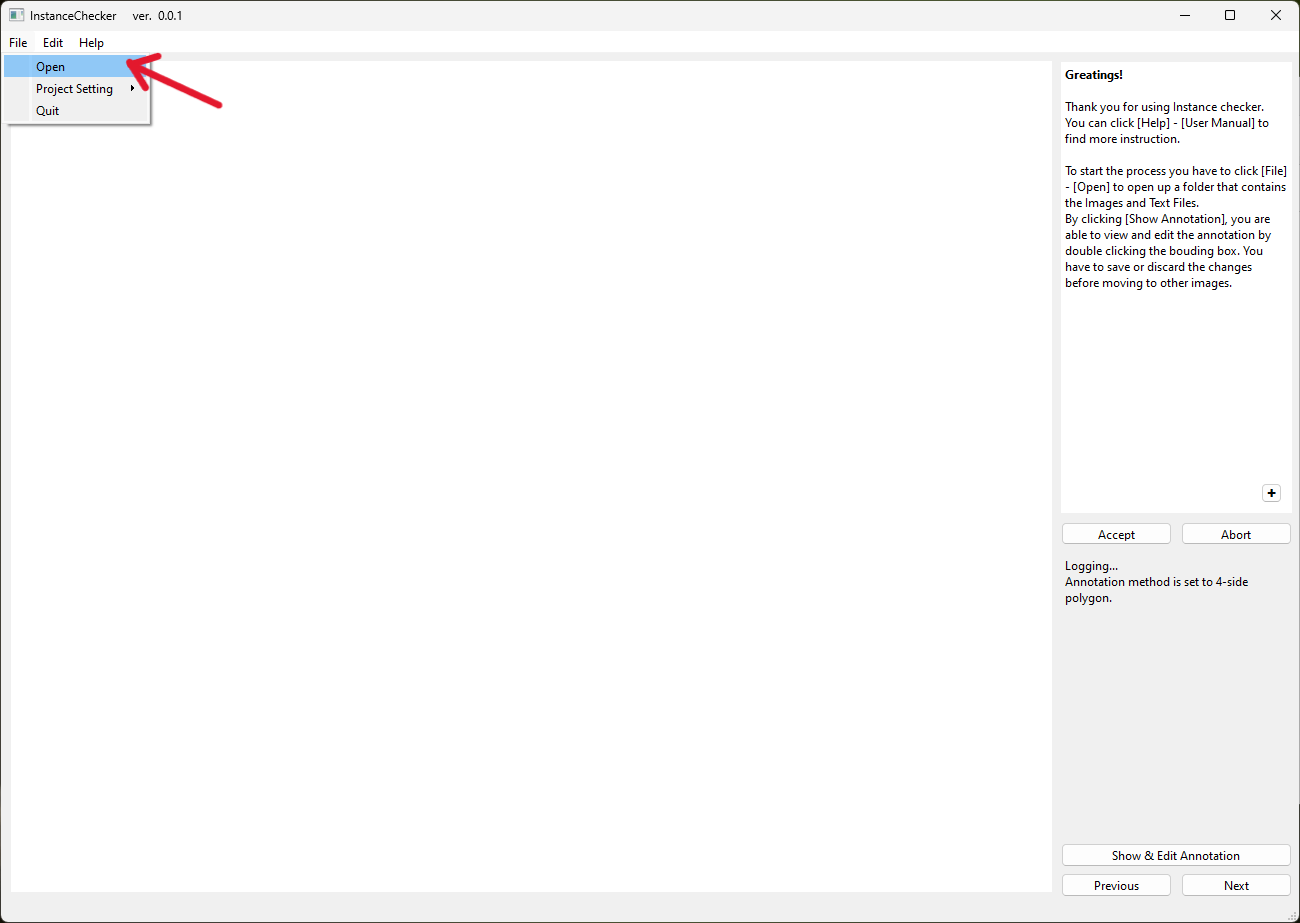 InstanceChecker ver. 0.0.1
File Edit Help
Open
Project Setting
Quit
Greatings!
Thank you for using Instance checker.
You can click [Help] - [User Manual] to
find more instruction.
To start the process you have to click [File]
- [Open] to open up a folder that contains
the Images and Text Files.
By clicking [Show Annotation], you are
able to view and edit the annotation by
double clicking the bouding box. You
have to save or discard the changes
before moving to other images.
+
Accept Abort
Logging...
Annotation method is set to 4-side
polygon.
Show & Edit Annotation
Previous Next